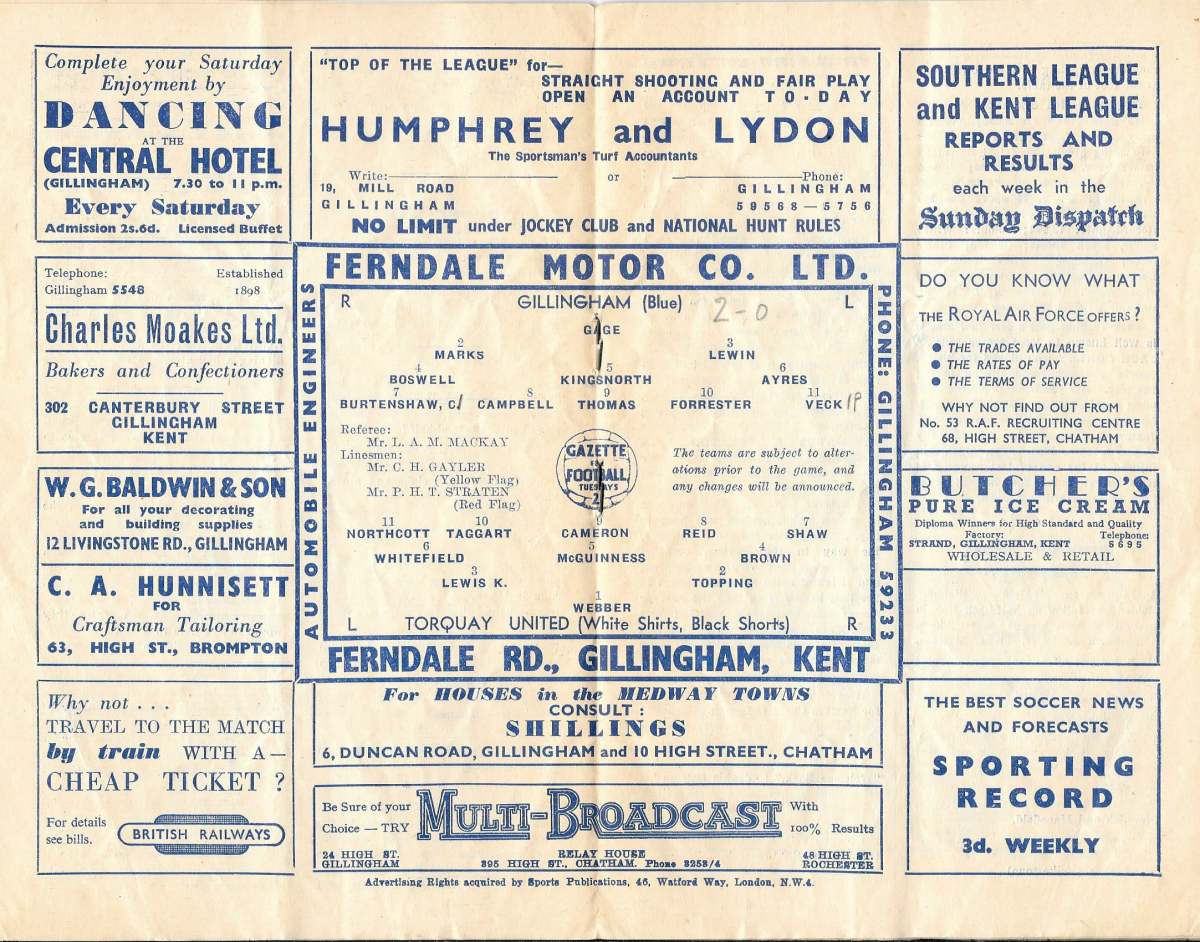 Complete your Saturday
Enjoyment by
DANCING
AT THE
CENTRAL HOTEL
(GILLINGHAM) 7.30 to 11 p.m.
Every Saturday
Admission 2s.6d. Licensed Buffet
"TOP OF THE LEAGUE" for—
STRAIGHT SHOOTING AND FAIR PLAY
OPEN AN ACCOUNT TO-DAY
HUMPHREY and LYDON
The Sportsman's Turf Accountants
Write: or Phone:
19, MILL ROAD GILLINGHAM
GILLINGHAM 59568—5756
NO LIMIT under JOCKEY CLUB and NATIONAL HUNT RULES
SOUTHERN LEAGUE
and KENT LEAGUE
REPORTS AND
RESULTS
each week in the
Sunday Dispatch
Telephone: Established
Gillingham 5548 1898
Charles Moakes Ltd.
Bakers and Confectioners
302 CANTERBURY STREET
GILLINGHAM
KENT
W. G. BALDWIN & SON
For all your decorating
and building supplies
12 LIVINGSTONE RD., GILLINGHAM
C. A. HUNNISETT
FOR
Craftsman Tailoring
63, HIGH ST., BROMPTON
Why not . . .
TRAVEL TO THE MATCH
by train WITH A—
CHEAP TICKET ?
For details
see bills.
BRITISH RAILWAYS
FERNDALE MOTOR CO. LTD.
AUTOMOBILE ENGINEERS
PHONE: GILLINGHAM 59233
R GILLINGHAM (Blue) 2-0 L
1
GAGE
2 3
MARKS LEWIN
4 5 6
BOSWELL KINGSNORTH AYRES
7 8 9 10 11
BURTENSHAW, C. CAMPBELL THOMAS FORRESTER VECK
Referee:
Mr. L. A. M. MACKAY
Linesmen:
Mr. C. H. GAYLER
(Yellow Flag)
Mr. P. H. T. STRATEN
(Red Flag)
GAZETTE
FOOTBALL
TUESDAYS
2
The teams are subject to alter-
ations prior to the game, and
any changes will be announced.
11 10 9 8 7
NORTHCOTT TAGGART CAMERON REID SHAW
6 5 4
WHITEFIELD McGUINNESS BROWN
3 2
LEWIS K. TOPPING
1
WEBBER
L TORQUAY UNITED (White Shirts, Black Shorts) R
FERNDALE RD., GILLINGHAM, KENT
For HOUSES in the MEDWAY TOWNS
CONSULT :
SHILLINGS
6, DUNCAN ROAD, GILLINGHAM and 10 HIGH STREET., CHATHAM
Be Sure of your MULTI-BROADCAST With
Choice — TRY 100% Results
24 HIGH ST. RELAY HOUSE 48 HIGH ST.
GILLINGHAM 395 HIGH ST., CHATHAM. Phone 3253/4 ROCHESTER
DO YOU KNOW WHAT
THE ROYAL AIR FORCE OFFERS ?
● THE TRADES AVAILABLE
● THE RATES OF PAY
● THE TERMS OF SERVICE
WHY NOT FIND OUT FROM
No. 53 R.A.F. RECRUITING CENTRE
68, HIGH STREET, CHATHAM
BUTCHER'S
PURE ICE CREAM
Diploma Winners for High Standard and Quality
Factory: Telephone:
STRAND, GILLINGHAM, KENT 5695
WHOLESALE & RETAIL
THE BEST SOCCER NEWS
AND FORECASTS
SPORTING
RECORD
3d. WEEKLY
Advertising Rights acquired by Sports Publications, 46, Watford Way, London, N.W.4.